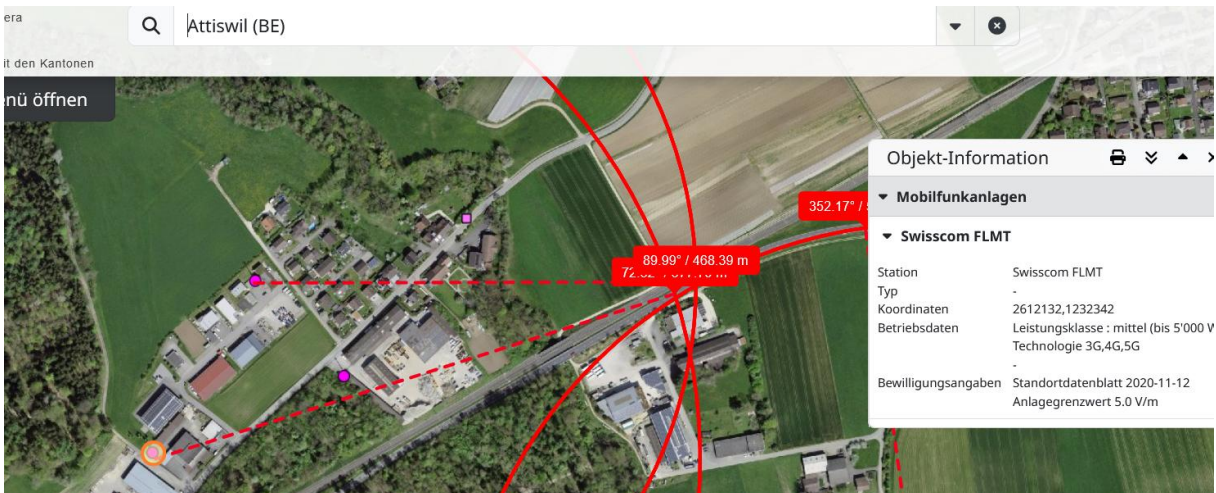 era
Attiswil (BE)
it den Kantonen
nü öffnen
Objekt-Information
Mobilfunkanlagen
352.17° /
Swisscom FLMT
89.99° / 468.39 m
Station Swisscom FLMT
Typ -
Koordinaten 2612132,1232342
Betriebsdaten Leistungsklasse : mittel (bis 5'000 W
Technologie 3G,4G,5G
-
Bewilligungsangaben Standortdatenblatt 2020-11-12
Anlagegrenzwert 5.0 V/m